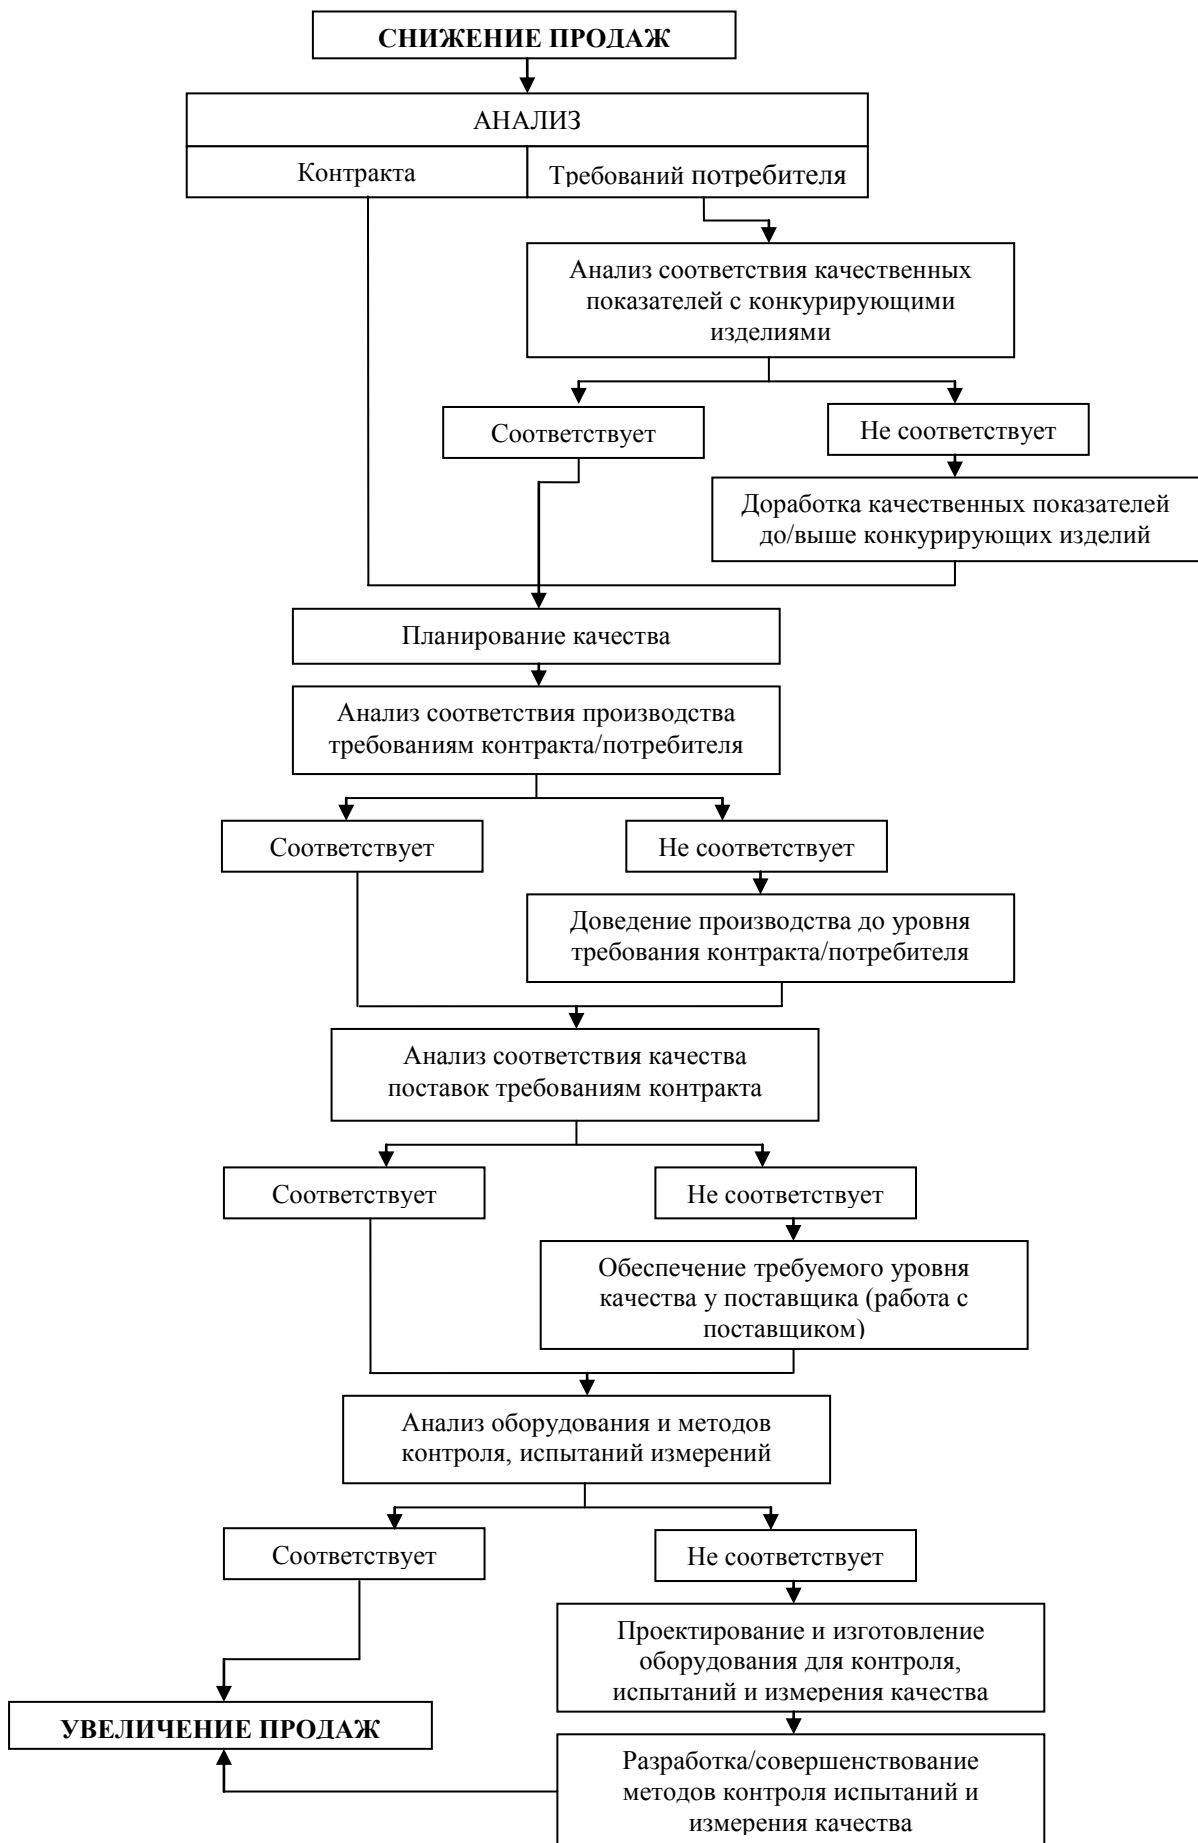 СНИЖЕНИЕ ПРОДАЖ
АНАЛИЗ
Контракта
Требований потребителя
Анализ соответствия качественных
показателей с конкурирующими
изделиями
Соответствует
Не соответствует
Доработка качественных показателей
до/выше конкурирующих изделий
Планирование качества
Анализ соответствия производства
требованиям контракта/потребителя
Соответствует
Не соответствует
Доведение производства до уровня
требования контракта/потребителя
Анализ соответствия качества
поставок требованиям контракта
Соответствует
Не соответствует
Обеспечение требуемого уровня
качества у поставщика (работа с
поставщиком)
Анализ оборудования и методов
контроля, испытаний измерений
Соответствует
Не соответствует
Проектирование и изготовление
оборудования для контроля,
испытаний и измерения качества
УВЕЛИЧЕНИЕ ПРОДАЖ
Разработка/совершенствование
методов контроля испытаний и
измерения качества